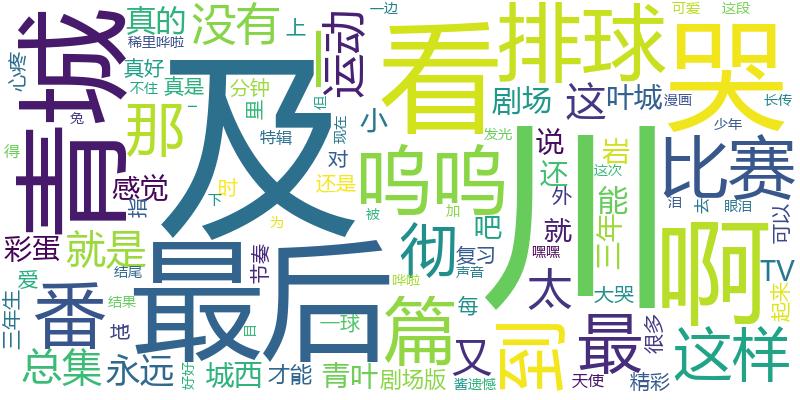 青城
及
川
最后
看
哭
啊
呜呜
排球
比赛
番
篇
那
彻
到
最
这样
没有
真的
运动
一
上
稀里哗啦
心疼
真好
不住
真是
分钟
里
特辑
但
现在
一边
可爱
这段
剧场
这
叶城
漫画
长传
少年
小
对
发光
说
岩
还
能
这次
外
三年
就
吧
被
加
去
泪
眼泪
可以
兔
得
感觉
指
时
还是
下
为
彩蛋
就是
爱
结尾
结果
地
节奏
目
复习
声音
嘿嘿
太
大哭
TV
起来
很多
三年生
总集
永远
好好
城西
才能
一球
青叶
剧场版
哗啦
每
又
酱遗憾
天使
精彩